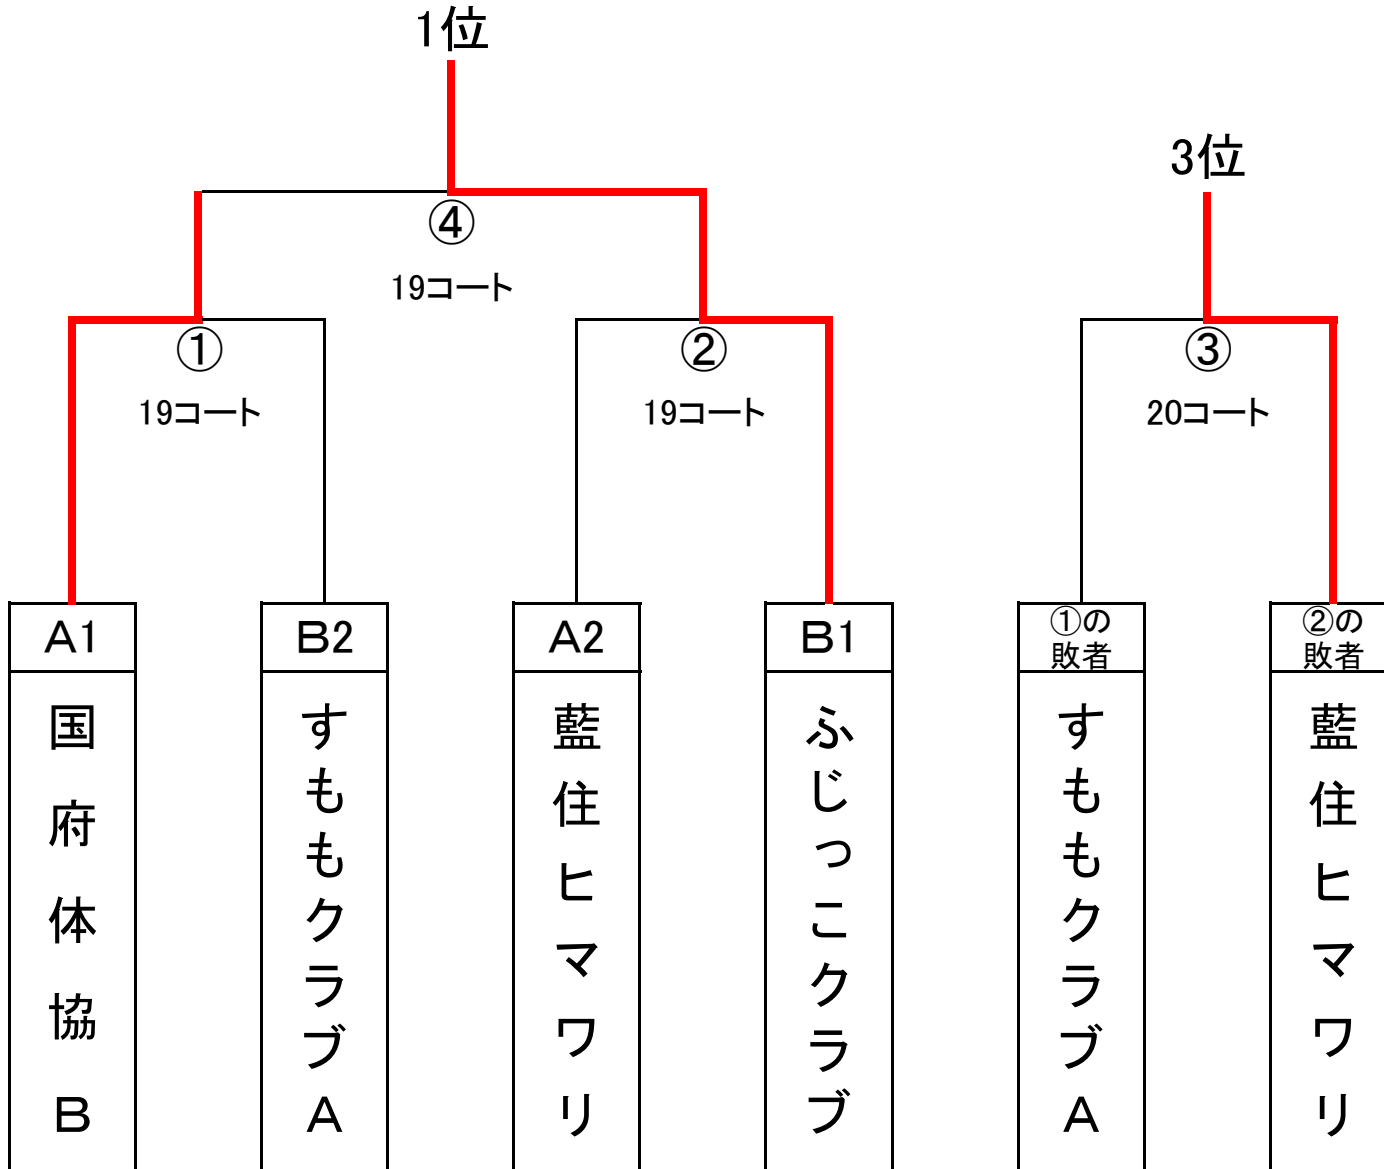 1位
3位
④
19コート
①
19コート
②
19コート
③
20コート
A1
B2
A2
B1
①の
敗者
②の
敗者
国府体協B
すももクラブA
藍住ヒマワリ
ふじっこクラブ
すももクラブA
藍住ヒマワリ